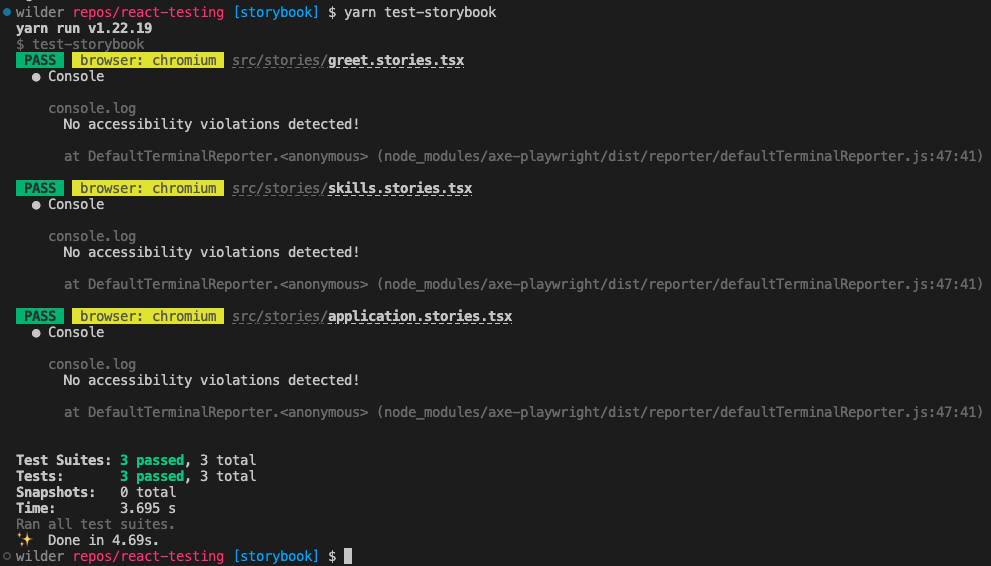 wilder repos/react-testing [storybook] $ yarn test-storybook
yarn run v1.22.19
$ test-storybook
PASS browser: chromium src/stories/greet.stories.tsx
● Console
console.log
No accessibility violations detected!
at DefaultTerminalReporter.<anonymous> (node_modules/axe-playwright/dist/reporter/defaultTerminalReporter.js:47:41)
PASS browser: chromium src/stories/skills.stories.tsx
● Console
console.log
No accessibility violations detected!
at DefaultTerminalReporter.<anonymous> (node_modules/axe-playwright/dist/reporter/defaultTerminalReporter.js:47:41)
PASS browser: chromium src/stories/application.stories.tsx
● Console
console.log
No accessibility violations detected!
at DefaultTerminalReporter.<anonymous> (node_modules/axe-playwright/dist/reporter/defaultTerminalReporter.js:47:41)
Test Suites: 3 passed, 3 total
Tests: 3 passed, 3 total
Snapshots: 0 total
Time: 3.695 s
Ran all test suites.
✨ Done in 4.69s.
wilder repos/react-testing [storybook] $